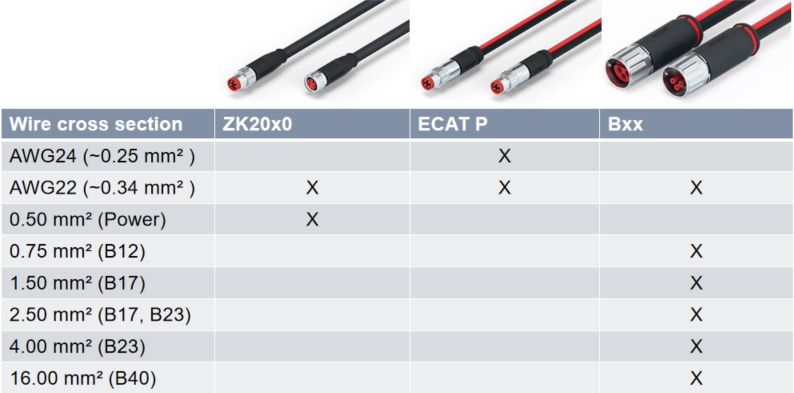 Wire cross section ZK20x0 ECAT P Bxx
AWG24 (~0.25 mm² ) X
AWG22 (~0.34 mm² ) X X X
0.50 mm² (Power) X
0.75 mm² (B12) X
1.50 mm² (B17) X
2.50 mm² (B17, B23) X
4.00 mm² (B23) X
16.00 mm² (B40) X